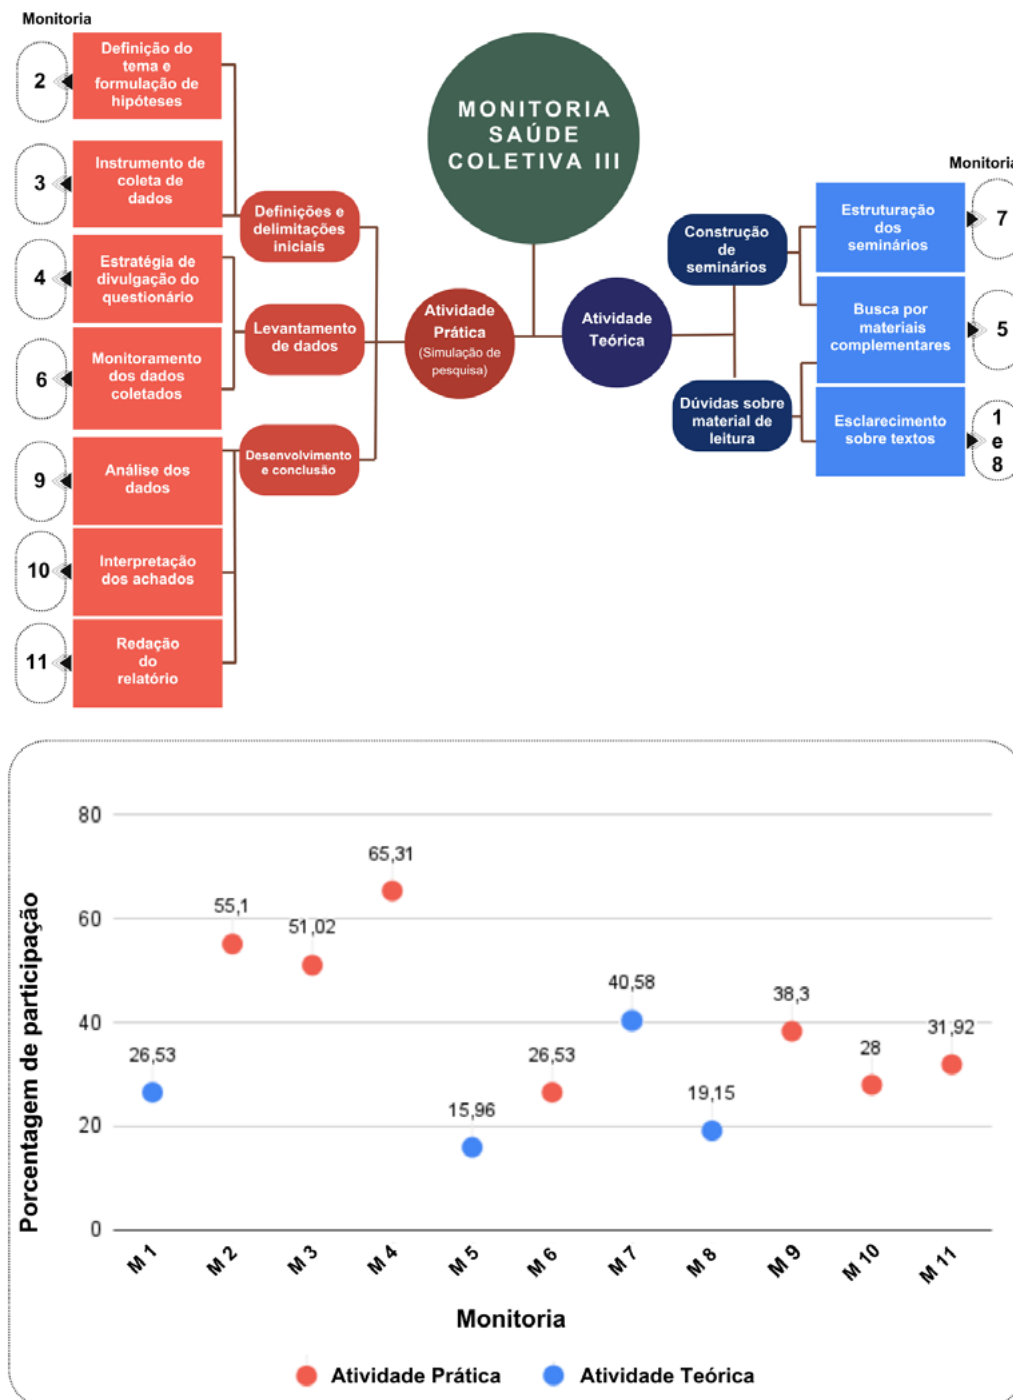 Monitoria
2
Definição do
tema e
formulação de
hipóteses
3
Instrumento de
coleta de
dados
4
Estratégia de
divulgação do
questionário
6
Monitoramento
dos dados
coletados
9
Análise dos
dados
10
Interpretação
dos achados
11
Redação
do
relatório
Definições e
delimitações
iniciais
Levantamento
de dados
Desenvolvimento
e conclusão
MONITORIA
SAÚDE
COLETIVA III
Atividade
Prática
(Simulação de
pesquisa)
Atividade
Teórica
Construção
de
seminários
Dúvidas sobre
material de
leitura
Monitoria
Estruturação
dos
seminários
7
Busca por
materiais
complementares
5
Esclarecimento
sobre textos
1
e
8
Porcentagem de participação
80
60
40
20
0
26,53
55,1
51,02
65,31
15,96
26,53
40,58
19,15
38,3
28
31,92
M 1
M 2
M 3
M 4
M 5
M 6
M 7
M 8
M 9
M 10
M 11
Monitoria
Atividade Prática
Atividade Teórica